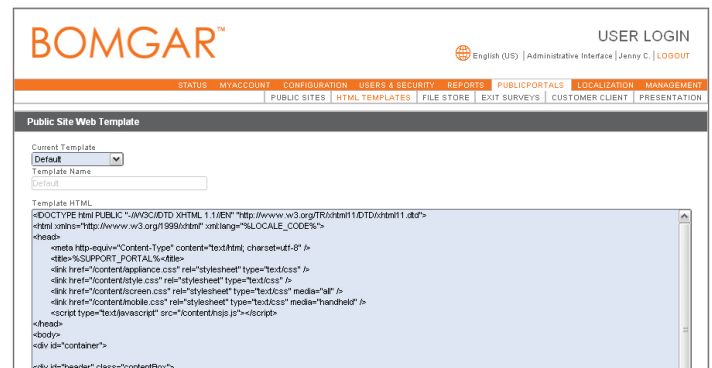 BOMGAR™
USER LOGIN
English (US) | Administrative Interface | Jenny C. | LOGOUT
STATUS MYACCOUNT CONFIGURATION USERS & SECURITY REPORTS PUBLICPORTALS LOCALIZATION MANAGEMENT
PUBLIC SITES | HTML TEMPLATES | FILE STORE | EXIT SURVEYS | CUSTOMER CLIENT | PRESENTATION
Public Site Web Template
Current Template
Default
Template Name
Default
Template HTML
<!DOCTYPE html PUBLIC "-//W3C//DTD XHTML 1.1//EN" "http://www.w3.org/TR/xhtml11/DTD/xhtml11.dtd">
<html xmlns="http://www.w3.org/1999/xhtml" xml:lang="%LOCALE_CODE%">
<head>
<meta http-equiv="Content-Type" content="text/html; charset=utf-8" />
<title>%SUPPORT_PORTAL%</title>
<link href="/content/appliance.css" rel="stylesheet" type="text/css" />
<link href="/content/style.css" rel="stylesheet" type="text/css" />
<link href="/content/screen.css" rel="stylesheet" type="text/css" media="all" />
<link href="/content/mobile.css" rel="stylesheet" type="text/css" media="handheld" />
<script type="text/javascript" src="/content/nsjs.js"></script>
</head>
<body>
<div id="container">
<div id="header" class="contentBox">